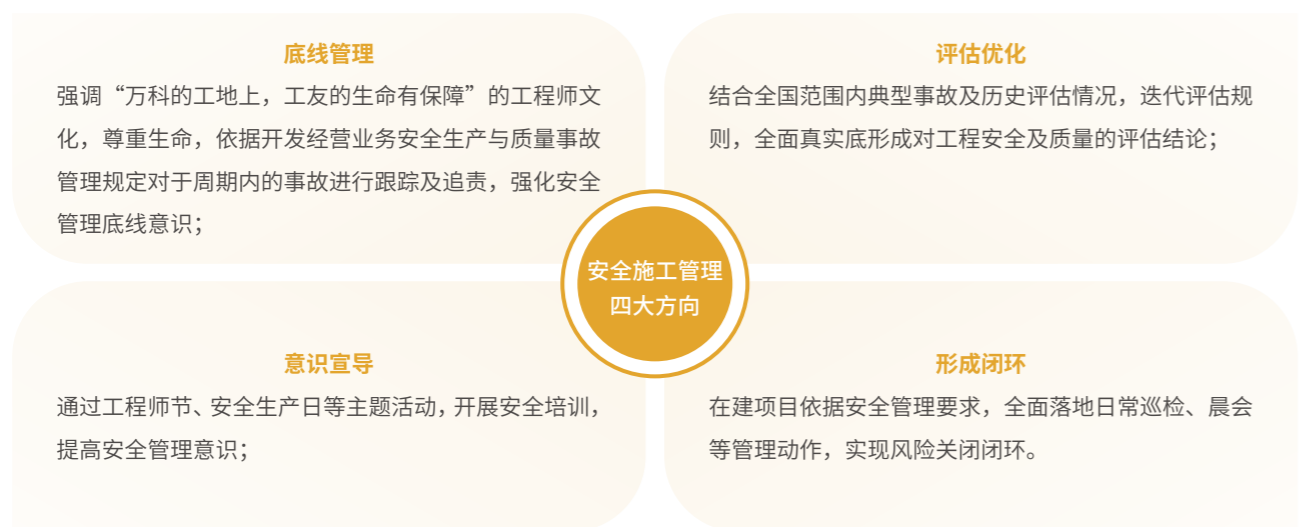 底线管理
强调“万科的工地上，工友的生命有保障”的工程师文
化，尊重生命，依据开发经营业务安全生产与质量事故
管理规定对于周期内的事故进行跟踪及追责，强化安全
管理底线意识；
评估优化
结合全国范围内典型事故及历史评估情况，迭代评估规
则，全面真实底形成对工程安全及质量的评估结论；
安全施工管理
四大方向
意识宣导
通过工程师节、安全生产日等主题活动，开展安全培训，
提高安全管理意识；
形成闭环
在建项目依据安全管理要求，全面落地日常巡检、晨会
等管理动作，实现风险关闭闭环。